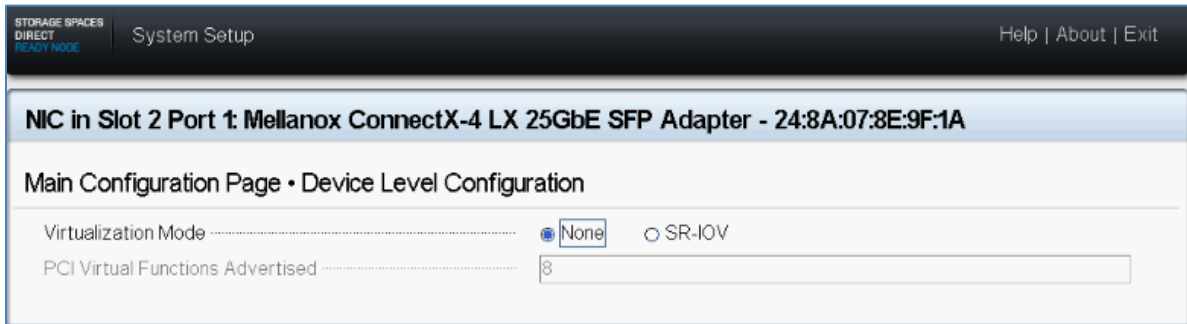 STORAGE SPACES
DIRECT
READY NODE
System Setup
Help | About | Exit
NIC in Slot 2 Port 1: Mellanox ConnectX-4 LX 25GbE SFP Adapter - 24:8A:07:8E:9F:1A
Main Configuration Page • Device Level Configuration
Virtualization Mode None SR-IOV
PCI Virtual Functions Advertised 8